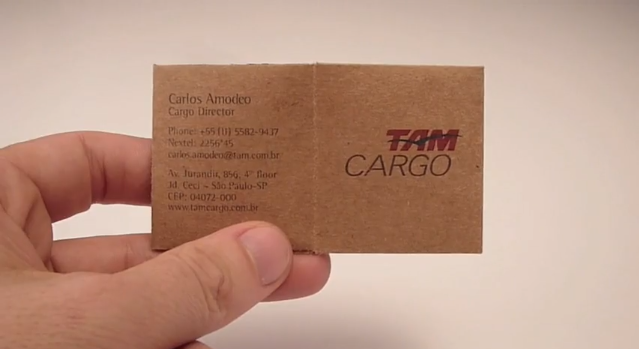 Carlos Amodeo
Cargo Director
Phone: +55 (11) 5582-9437
Nextel: 2256*45
carlos.amodeo@tam.com.br
Av. Jurandir, 856, 4º floor
Jd. Ceci – São Paulo-SP
CEP: 04072-000
www.tamcargo.com.br
TAM
CARGO